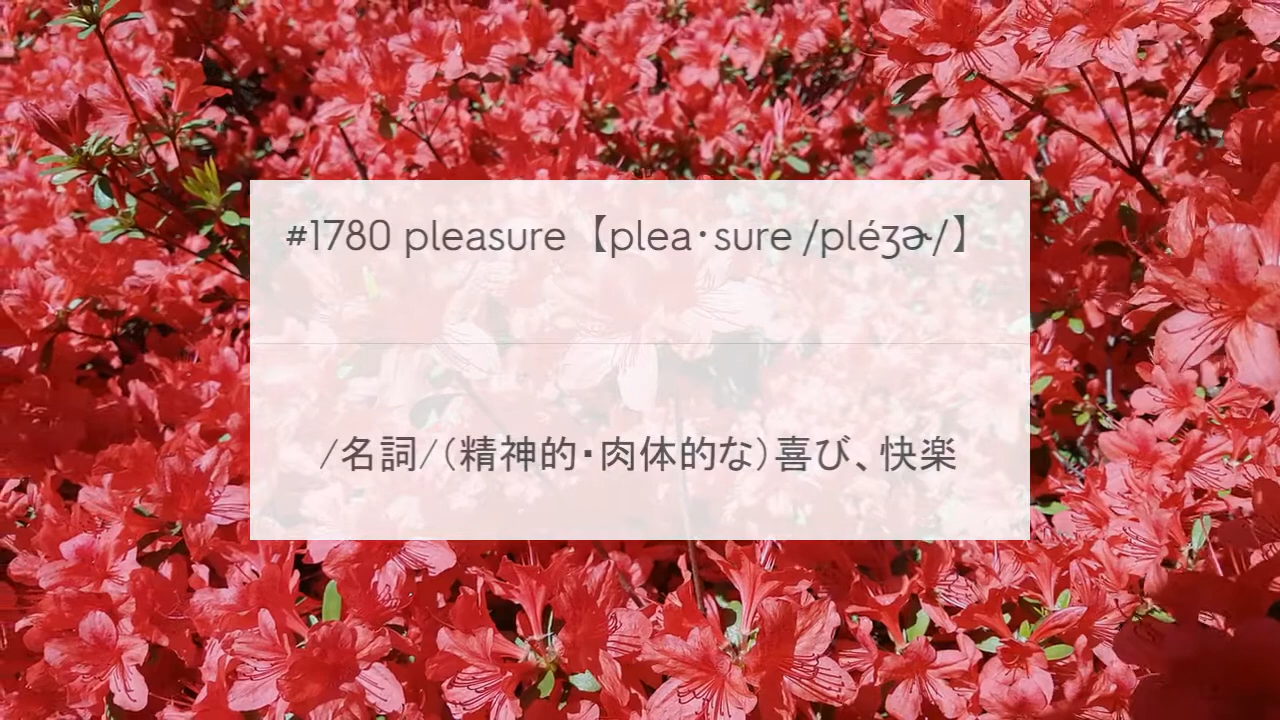 #1780 pleasure【plea･sure /pléʒɚ/】
/名詞/（精神的・肉体的な）喜び、快楽